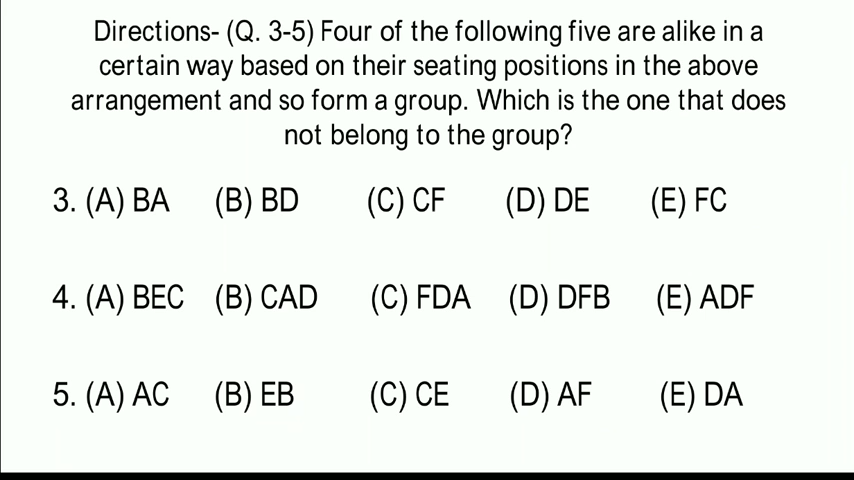 Directions- (Q. 3-5) Four of the following five are alike in a
certain way based on their seating positions in the above
arrangement and so form a group. Which is the one that does
not belong to the group?
3. (A) BA (B) BD (C) CF (D) DE (E) FC
4. (A) BEC (B) CAD (C) FDA (D) DFB (E) ADF
5. (A) AC (B) EB (C) CE (D) AF (E) DA